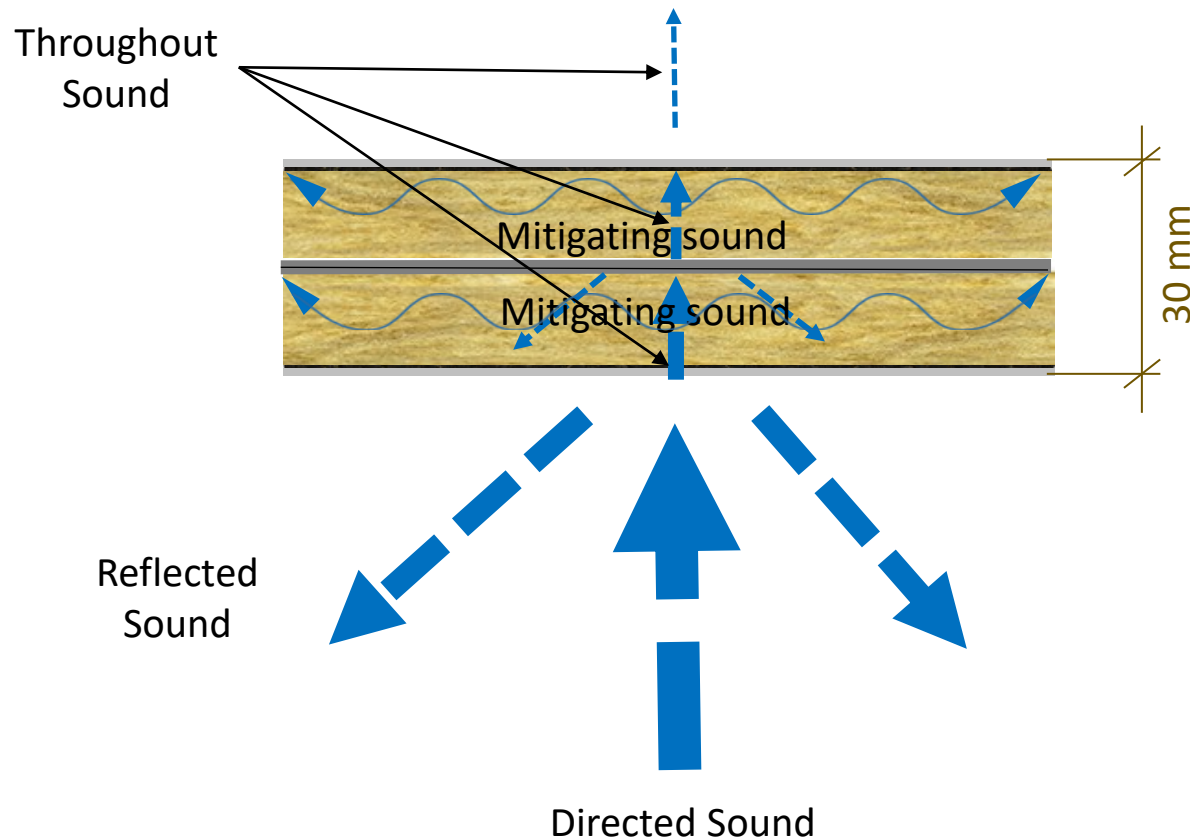 Throughout
Sound
Mitigating sound
30 mm
Mitigating sound
Reflected
Sound
Directed Sound